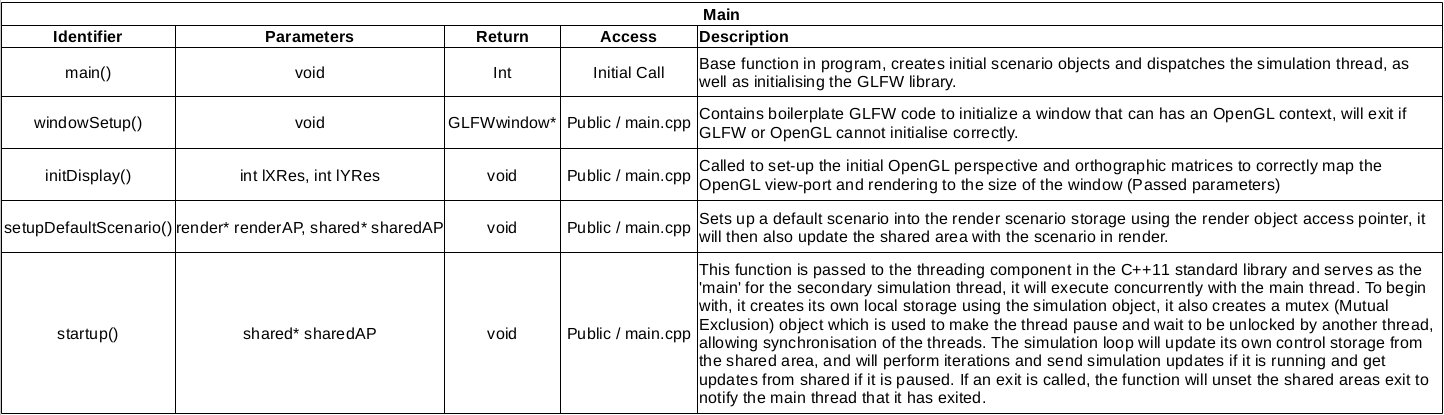 Main
Identifier Parameters Return Access Description
main() void Int Initial Call Base function in program, creates initial scenario objects and dispatches the simulation thread, as
well as initialising the GLFW library.
windowSetup() void GLFWwindow* Public / main.cpp Contains boilerplate GLFW code to initialize a window that can has an OpenGL context, will exit if
GLFW or OpenGL cannot initialise correctly.
initDisplay() int lXRes, int lYRes void Public / main.cpp Called to set-up the initial OpenGL perspective and orthographic matrices to correctly map the
OpenGL view-port and rendering to the size of the window (Passed parameters)
setupDefaultScenario() render* renderAP, shared* sharedAP void Public / main.cpp Sets up a default scenario into the render scenario storage using the render object access pointer, it
will then also update the shared area with the scenario in render.
startup() shared* sharedAP void Public / main.cpp This function is passed to the threading component in the C++11 standard library and serves as the
'main' for the secondary simulation thread, it will execute concurrently with the main thread. To begin
with, it creates its own local storage using the simulation object, it also creates a mutex (Mutual
Exclusion) object which is used to make the thread pause and wait to be unlocked by another thread,
allowing synchronisation of the threads. The simulation loop will update its own control storage from
the shared area, and will perform iterations and send simulation updates if it is running and get
updates from shared if it is paused. If an exit is called, the function will unset the shared areas exit to
notify the main thread that it has exited.